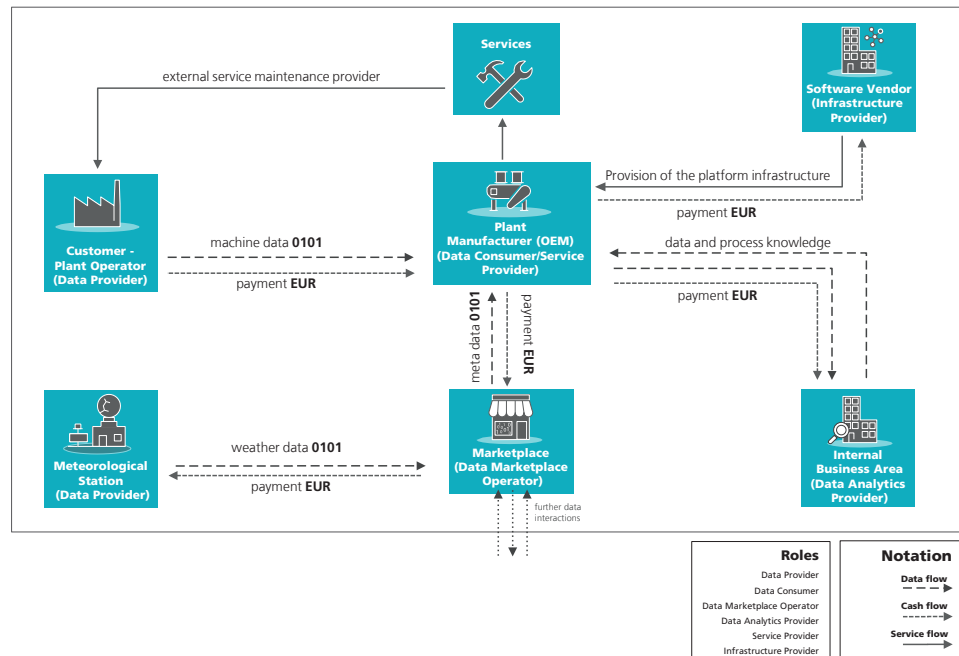 Services
external service maintenance provider
Software Vendor
(Infrastructure
Provider)
Provision of the platform infrastructure
payment EUR
Customer -
Plant Operator
(Data Provider)
machine data 0101
payment EUR
Plant
Manufacturer (OEM)
(Data Consumer/Service
Provider)
data and process knowledge
payment EUR
meta data 0101
payment EUR
Meteorological
Station
(Data Provider)
weather data 0101
payment EUR
Marketplace
(Data Marketplace
Operator)
Internal
Business Area
(Data Analytics
Provider)
further data
interactions
Roles
Data Provider
Data Consumer
Data Marketplace Operator
Data Analytics Provider
Service Provider
Infrastructure Provider
Notation
Data flow
Cash flow
Service flow